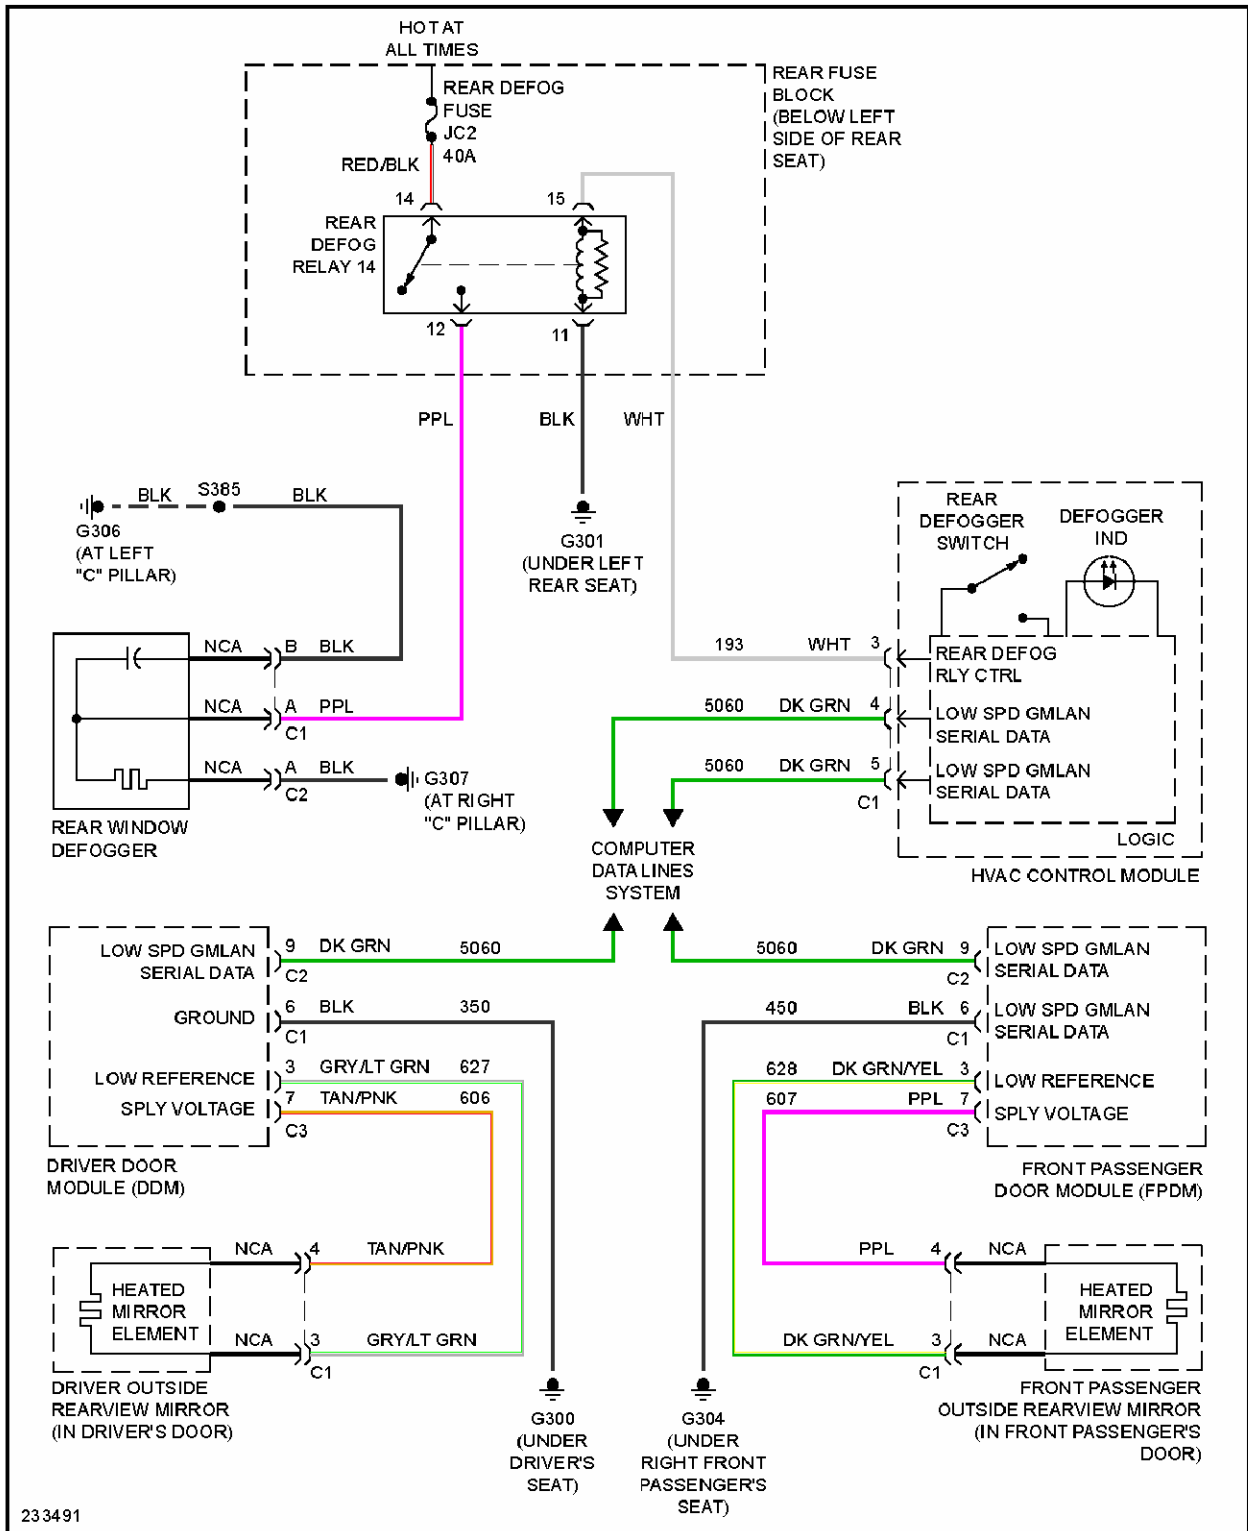 HOT AT
ALL TIMES
REAR DEFOG
FUSE
JC2
40A
REAR FUSE
BLOCK
(BELOW LEFT
SIDE OF REAR
SEAT)
RED/BLK
14
15
REAR
DEFOG
RELAY 14
12
11
PPL
BLK
WHT
BLK
S385
BLK
G306
(AT LEFT
"C" PILLAR)
G301
(UNDER LEFT
REAR SEAT)
REAR
DEFOGGER
SWITCH
DEFOGGER
IND
NCA
B
BLK
193
WHT
3
REAR DEFOG
RLY CTRL
NCA
A
PPL
C1
5060
DK GRN
4
LOW SPD GMLAN
SERIAL DATA
NCA
A
BLK
C2
G307
(AT RIGHT
"C" PILLAR)
5060
DK GRN
5
C1
LOW SPD GMLAN
SERIAL DATA
LOGIC
REAR WINDOW
DEFOGGER
COMPUTER
DATA LINES
SYSTEM
HVAC CONTROL MODULE
LOW SPD GMLAN
SERIAL DATA
9
DK GRN
5060
C2
5060
DK GRN
9
C2
LOW SPD GMLAN
SERIAL DATA
GROUND
6
BLK
350
C1
450
BLK
6
C1
LOW SPD GMLAN
SERIAL DATA
LOW REFERENCE
3
GRY/LT GRN
627
628
DK GRN/YEL
3
LOW REFERENCE
SPLY VOLTAGE
7
TAN/PNK
606
C3
607
PPL
7
C3
SPLY VOLTAGE
DRIVER DOOR
MODULE (DDM)
FRONT PASSENGER
DOOR MODULE (FPDM)
NCA
4
TAN/PNK
PPL
4
NCA
HEATED
MIRROR
ELEMENT
HEATED
MIRROR
ELEMENT
NCA
3
GRY/LT GRN
C1
DK GRN/YEL
3
NCA
C1
DRIVER OUTSIDE
REARVIEW MIRROR
(IN DRIVER'S DOOR)
G300
(UNDER
DRIVER'S
SEAT)
G304
(UNDER
RIGHT FRONT
PASSENGER'S
SEAT)
FRONT PASSENGER
OUTSIDE REARVIEW MIRROR
(IN FRONT PASSENGER'S
DOOR)
233491